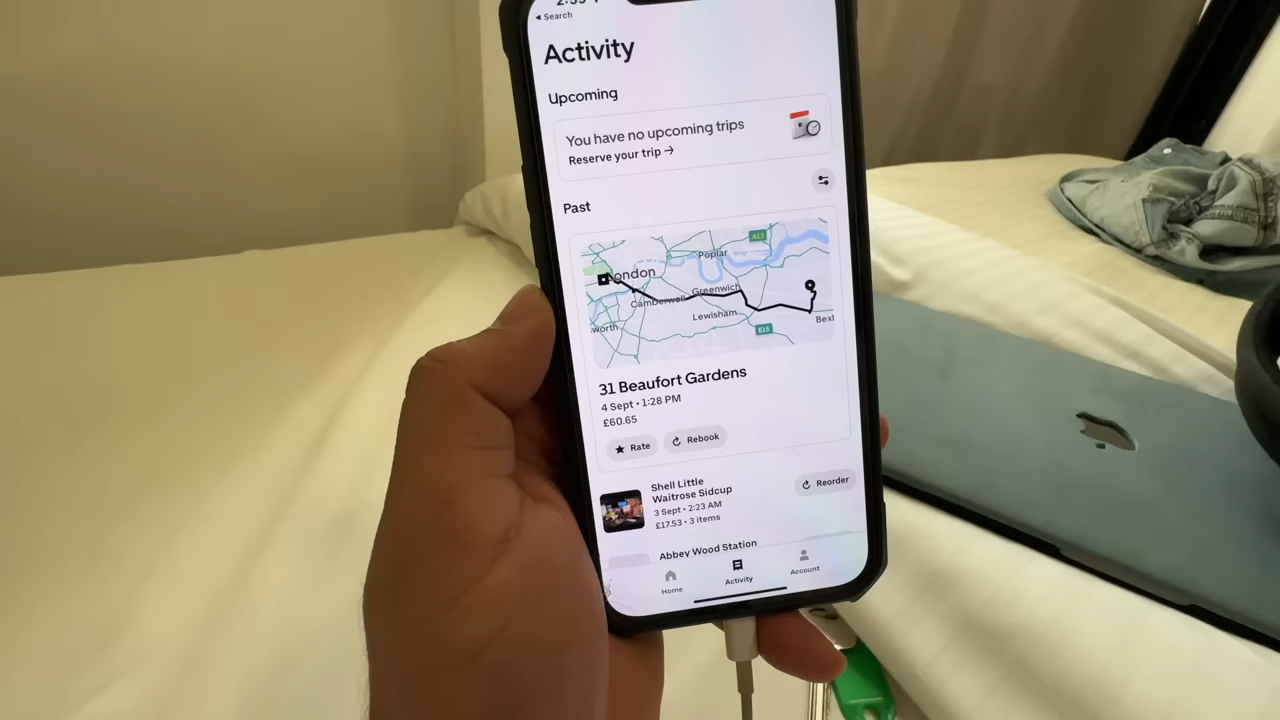 Search
Activity
Upcoming
You have no upcoming trips
Reserve your trip →
Past
A13
Poplar
London
Greenwich
Camberwell
Lewisham
worth
E15
Bexl
31 Beaufort Gardens
4 Sept • 1:28 PM
£60.65
Rate
Rebook
Shell Little
Waitrose Sidcup
3 Sept • 2:23 AM
£17.53 • 3 items
Reorder
Abbey Wood Station
Home
Activity
Account